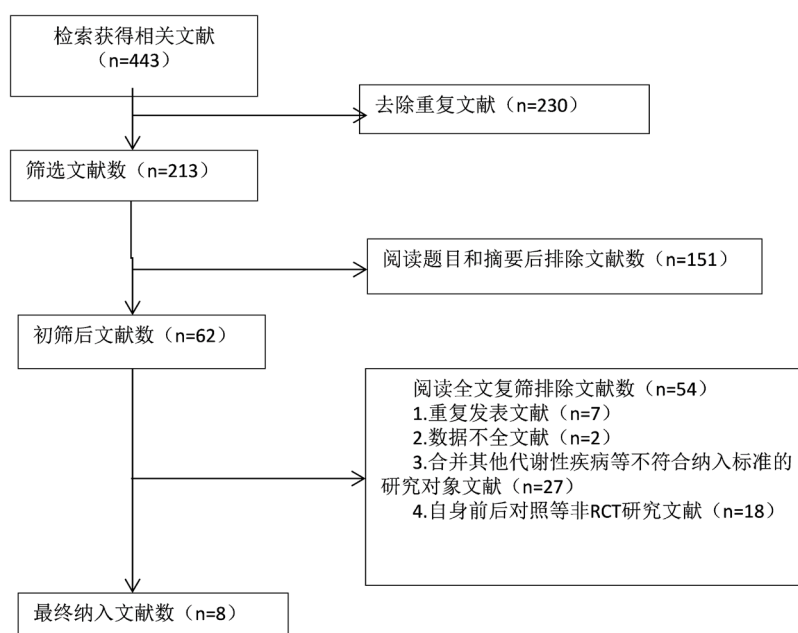 检索获得相关文献
（n=443）
去除重复文献（n=230）
筛选文献数（n=213）
阅读题目和摘要后排除文献数（n=151）
初筛后文献数（n=62）
阅读全文复筛排除文献数（n=54）
1.重复发表文献（n=7）
2.数据不全文献（n=2）
3.合并其他代谢性疾病等不符合纳入标准的
研究对象文献（n=27）
4.自身前后对照等非RCT研究文献（n=18）
最终纳入文献数（n=8）